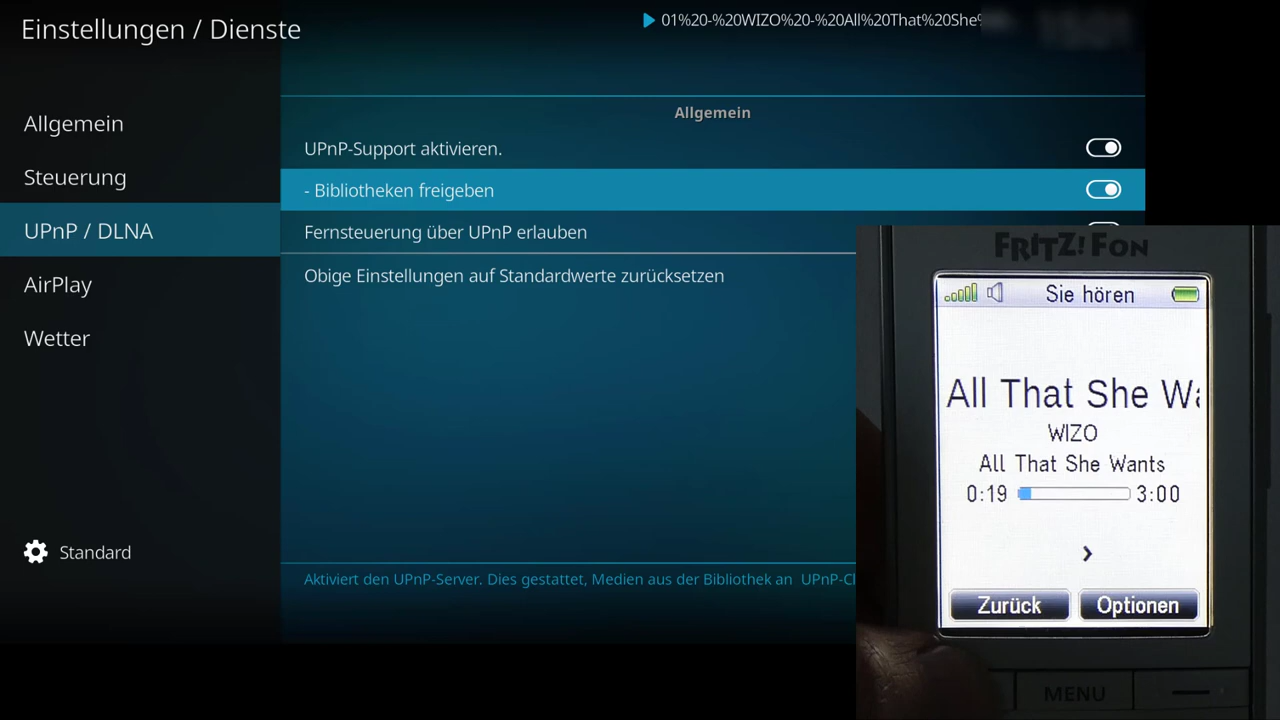 Einstellungen / Dienste
01%20-%20WIZO%20-%20All%20That%20She%
Allgemein
Steuerung
UPnP / DLNA
AirPlay
Wetter
Standard
Allgemein
UPnP-Support aktivieren.
- Bibliotheken freigeben
Fernsteuerung über UPnP erlauben
Obige Einstellungen auf Standardwerte zurücksetzen
Aktiviert den UPnP-Server. Dies gestattet, Medien aus der Bibliothek an UPnP-Cl
FRITZ! FON
Sie hören
All That She Wa
WIZO
All That She Wants
0:19 3:00
Zurück Optionen
MENU